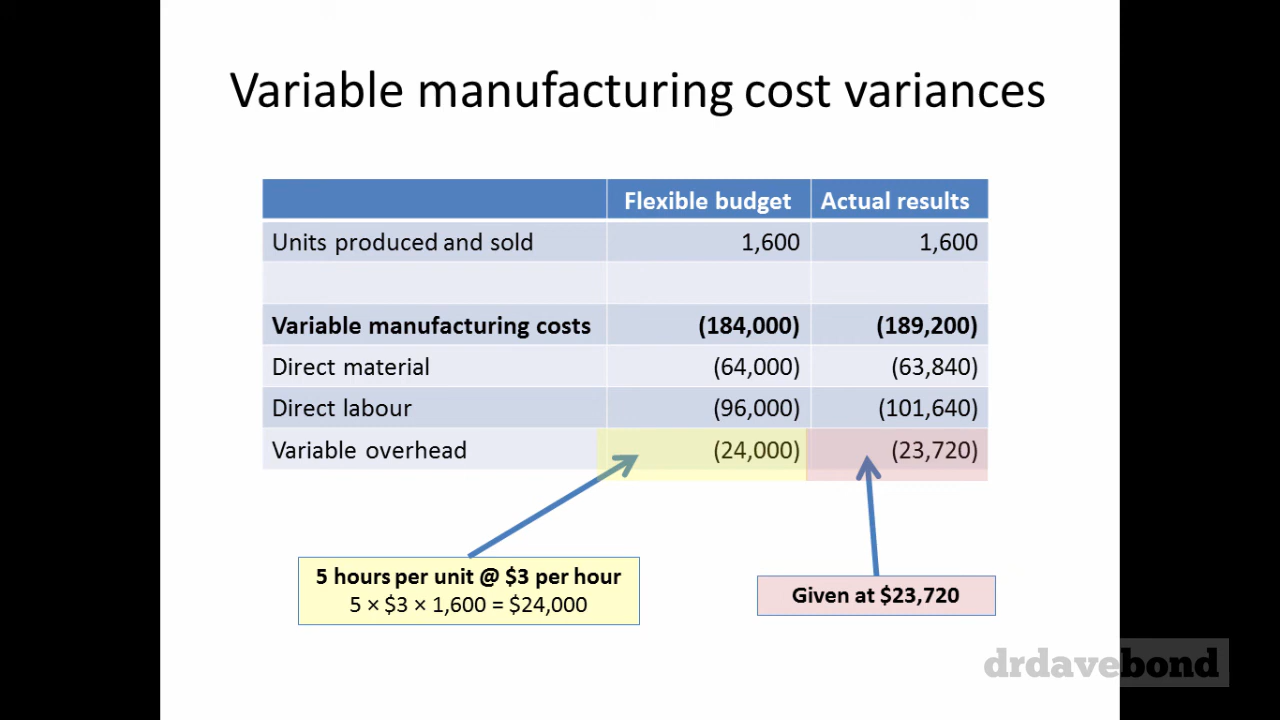 Variable manufacturing cost variances
Flexible budget Actual results
Units produced and sold 1,600 1,600
Variable manufacturing costs (184,000) (189,200)
Direct material (64,000) (63,840)
Direct labour (96,000) (101,640)
Variable overhead (24,000) (23,720)
5 hours per unit @ $3 per hour
5 × $3 × 1,600 = $24,000
Given at $23,720
drdavebond